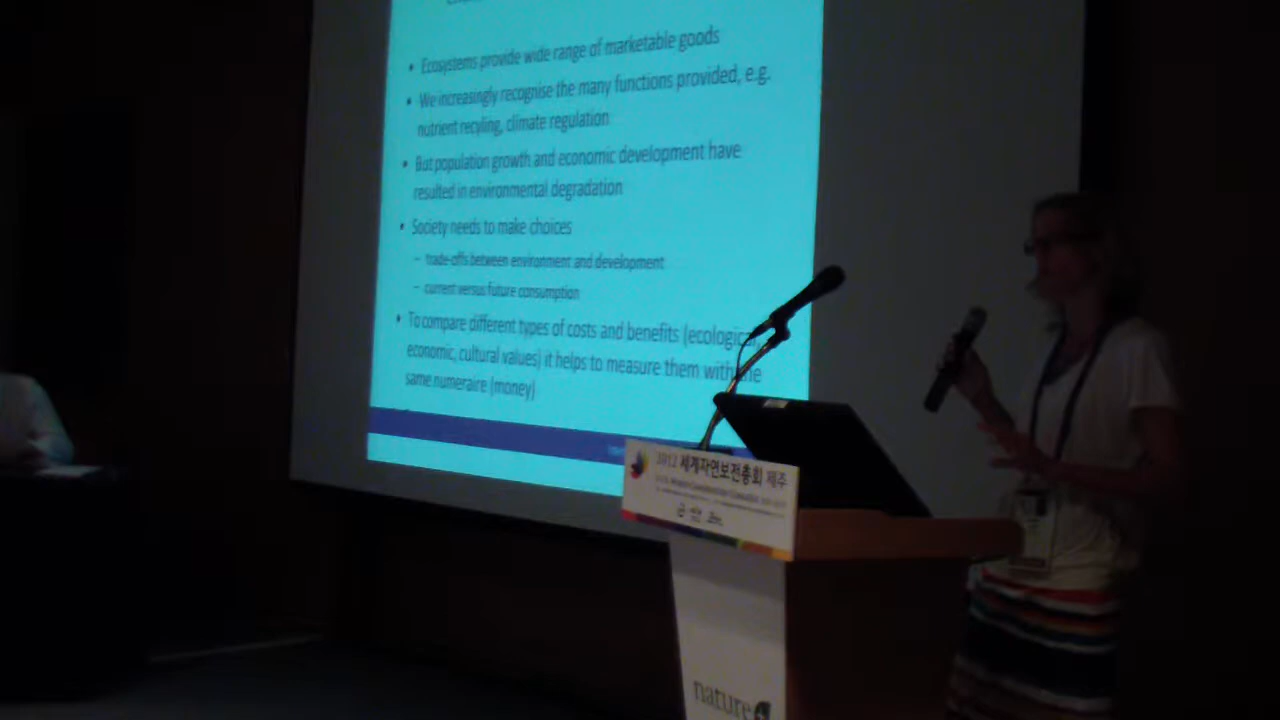 • Ecosystems provide wide range of marketable goods
• We increasingly recognise the many functions provided, e.g.
nutrient recyling, climate regulation
• But population growth and economic development have
resulted in environmental degradation
• Society needs to make choices
– trade-offs between environment and development
– current versus future consumption
• To compare different types of costs and benefits (ecological,
economic, cultural values) it helps to measure them with the
same numeraire (money)
2012 세계자연보전총회 제주
nature